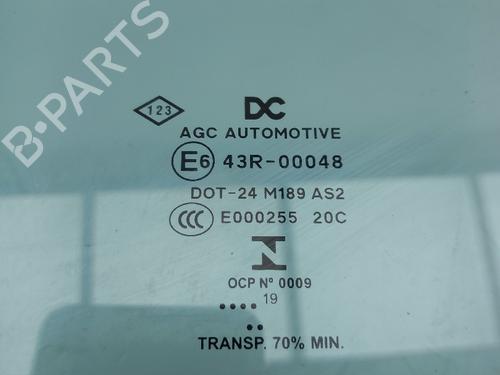 123 DC
AGC AUTOMOTIVE
E6 43R-00048
DOT-24 M189 AS2
CCC E000255 20C
OCP Nº 0009
.... 19
..
TRANSP. 70% MIN.
B-PARTS